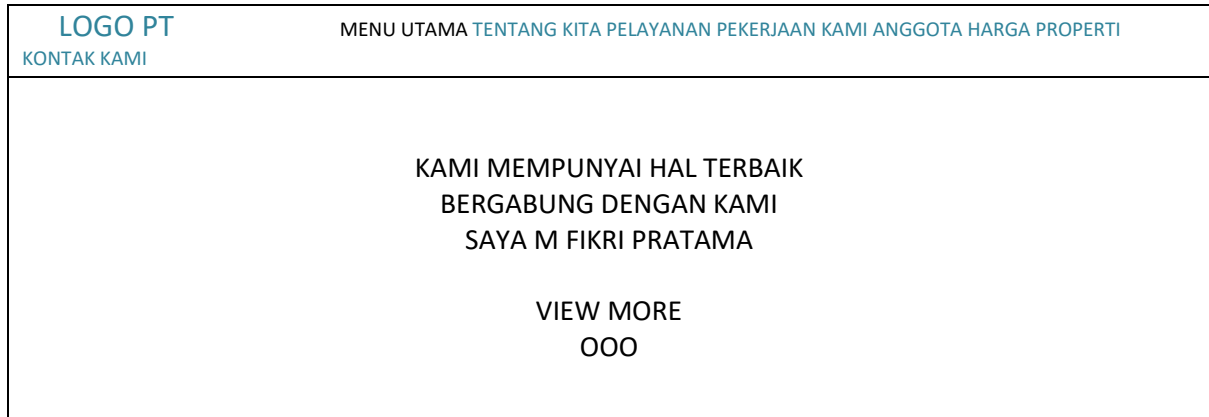 LOGO PT MENU UTAMA TENTANG KITA PELAYANAN PEKERJAAN KAMI ANGGOTA HARGA PROPERTI
KONTAK KAMI
KAMI MEMPUNYAI HAL TERBAIK
BERGABUNG DENGAN KAMI
SAYA M FIKRI PRATAMA
VIEW MORE
OOO